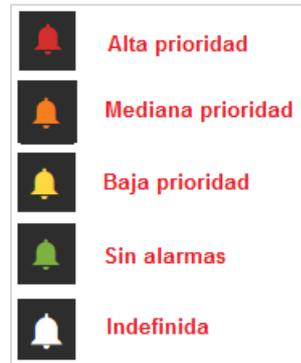 Alta prioridad
Mediana prioridad
Baja prioridad
Sin alarmas
Indefinida